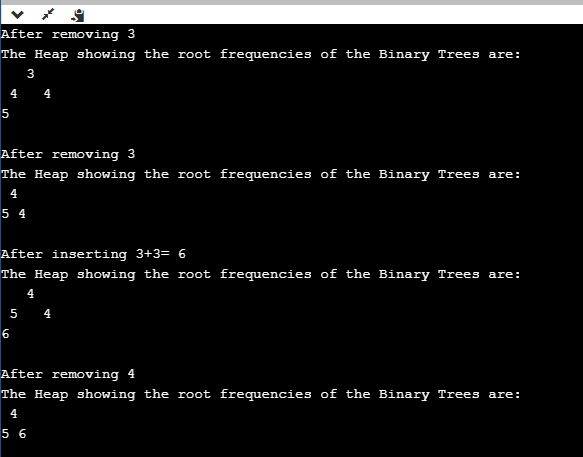 After removing 3
The Heap showing the root frequencies of the Binary Trees are:
3
4 4
5
After removing 3
The Heap showing the root frequencies of the Binary Trees are:
4
5 4
After inserting 3+3= 6
The Heap showing the root frequencies of the Binary Trees are:
4
5 4
6
After removing 4
The Heap showing the root frequencies of the Binary Trees are:
4
5 6